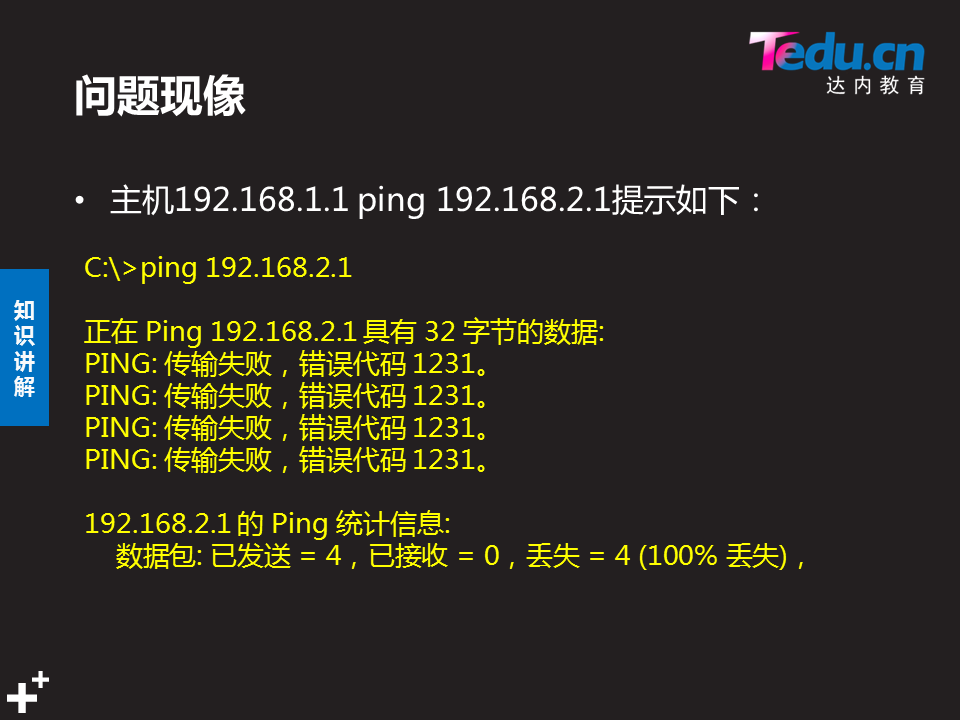 Tedu.cn
达内教育
问题现像
• 主机192.168.1.1 ping 192.168.2.1提示如下：
C:\>ping 192.168.2.1
正在 Ping 192.168.2.1 具有 32 字节的数据:
PING: 传输失败，错误代码 1231。
PING: 传输失败，错误代码 1231。
PING: 传输失败，错误代码 1231。
PING: 传输失败，错误代码 1231。
192.168.2.1 的 Ping 统计信息:
数据包: 已发送 = 4，已接收 = 0，丢失 = 4 (100% 丢失)，
知识讲解